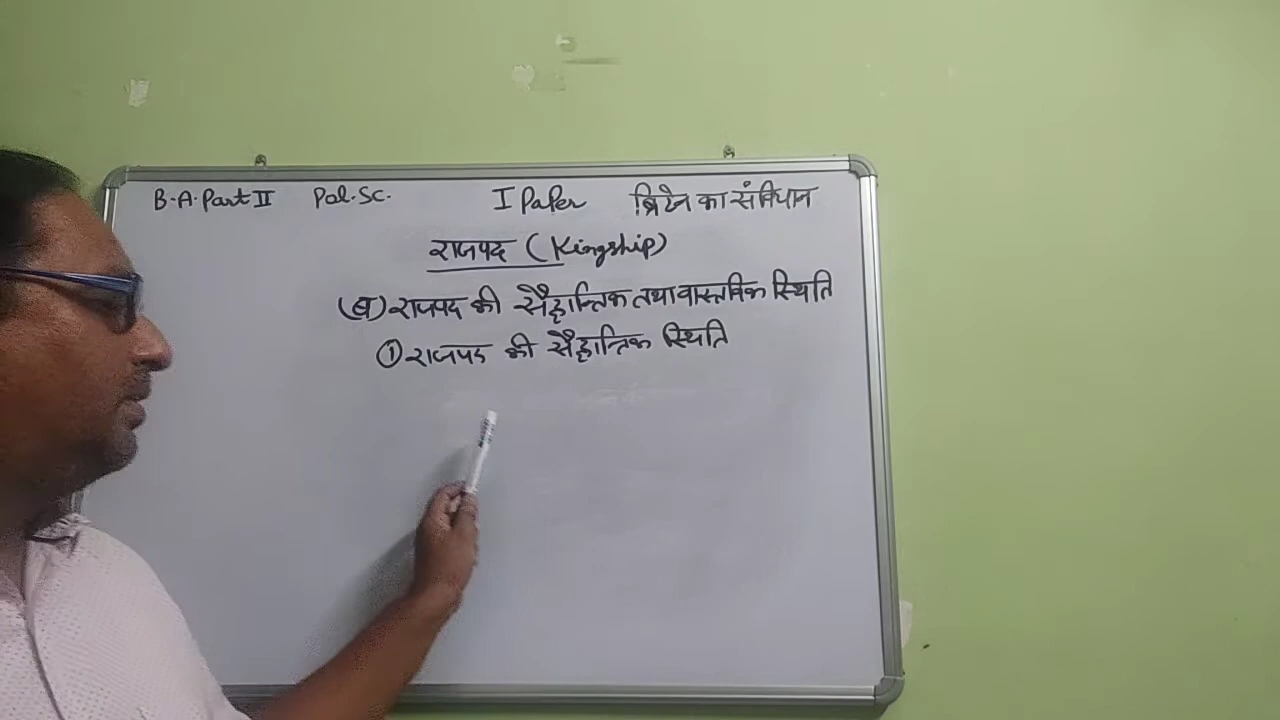 B.A. Part II Pol. Sc. I Paper ब्रिटेन का संविधान
राजपद (Kingship)
(ब) राजपद की सैद्धान्तिक तथा वास्तविक स्थिति
① राजपद की सैद्धान्तिक स्थिति